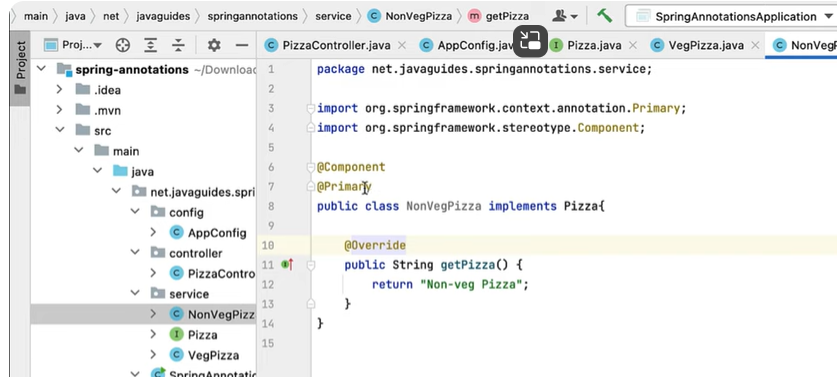 main java net javaguides springannotations service NonVegPizza getPizza SpringAnnotationsApplication
Project
Proj...
PizzaController.java AppConfig.java Pizza.java VegPizza.java
spring-annotations ~/Downloac
.idea
.mvn
src
main
java
net.javaguides.spri
config
AppConfig
controller
PizzaContro
service
NonVegPizz
Pizza
VegPizza
SpringAnnotatio
1 package net.javaguides.springannotations.service;
2
3 import org.springframework.context.annotation.Primary;
4 import org.springframework.stereotype.Component;
5
6 @Component
7 @Primary
8 public class NonVegPizza implements Pizza{
9
10 @Override
11 public String getPizza() {
12 return "Non-veg Pizza";
13 }
14 }
15